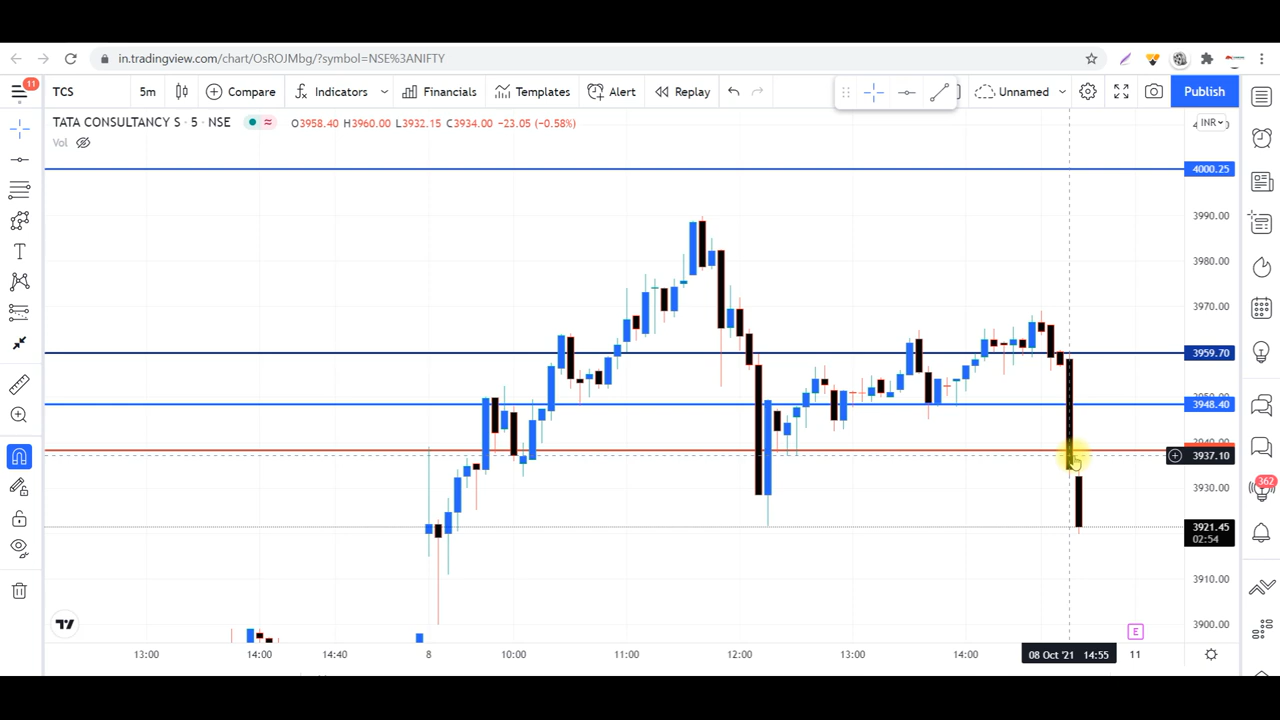 in.tradingview.com/chart/OsROJMbg/?symbol=NSE%3ANIFTY
11
TCS 5m Compare Indicators Financials Templates Alert Replay Unnamed Publish
TATA CONSULTANCY S · 5 · NSE O3958.40 H3960.00 L3932.15 C3934.00 −23.05 (−0.58%)
INR
Vol
4000.25
3990.00
3980.00
3970.00
3959.70
3948.40
3937.10
3930.00
362
3921.45
02:54
3910.00
3900.00
E
13:00 14:00 14:40 8 10:00 11:00 12:00 13:00 14:00 08 Oct '21 14:55 11